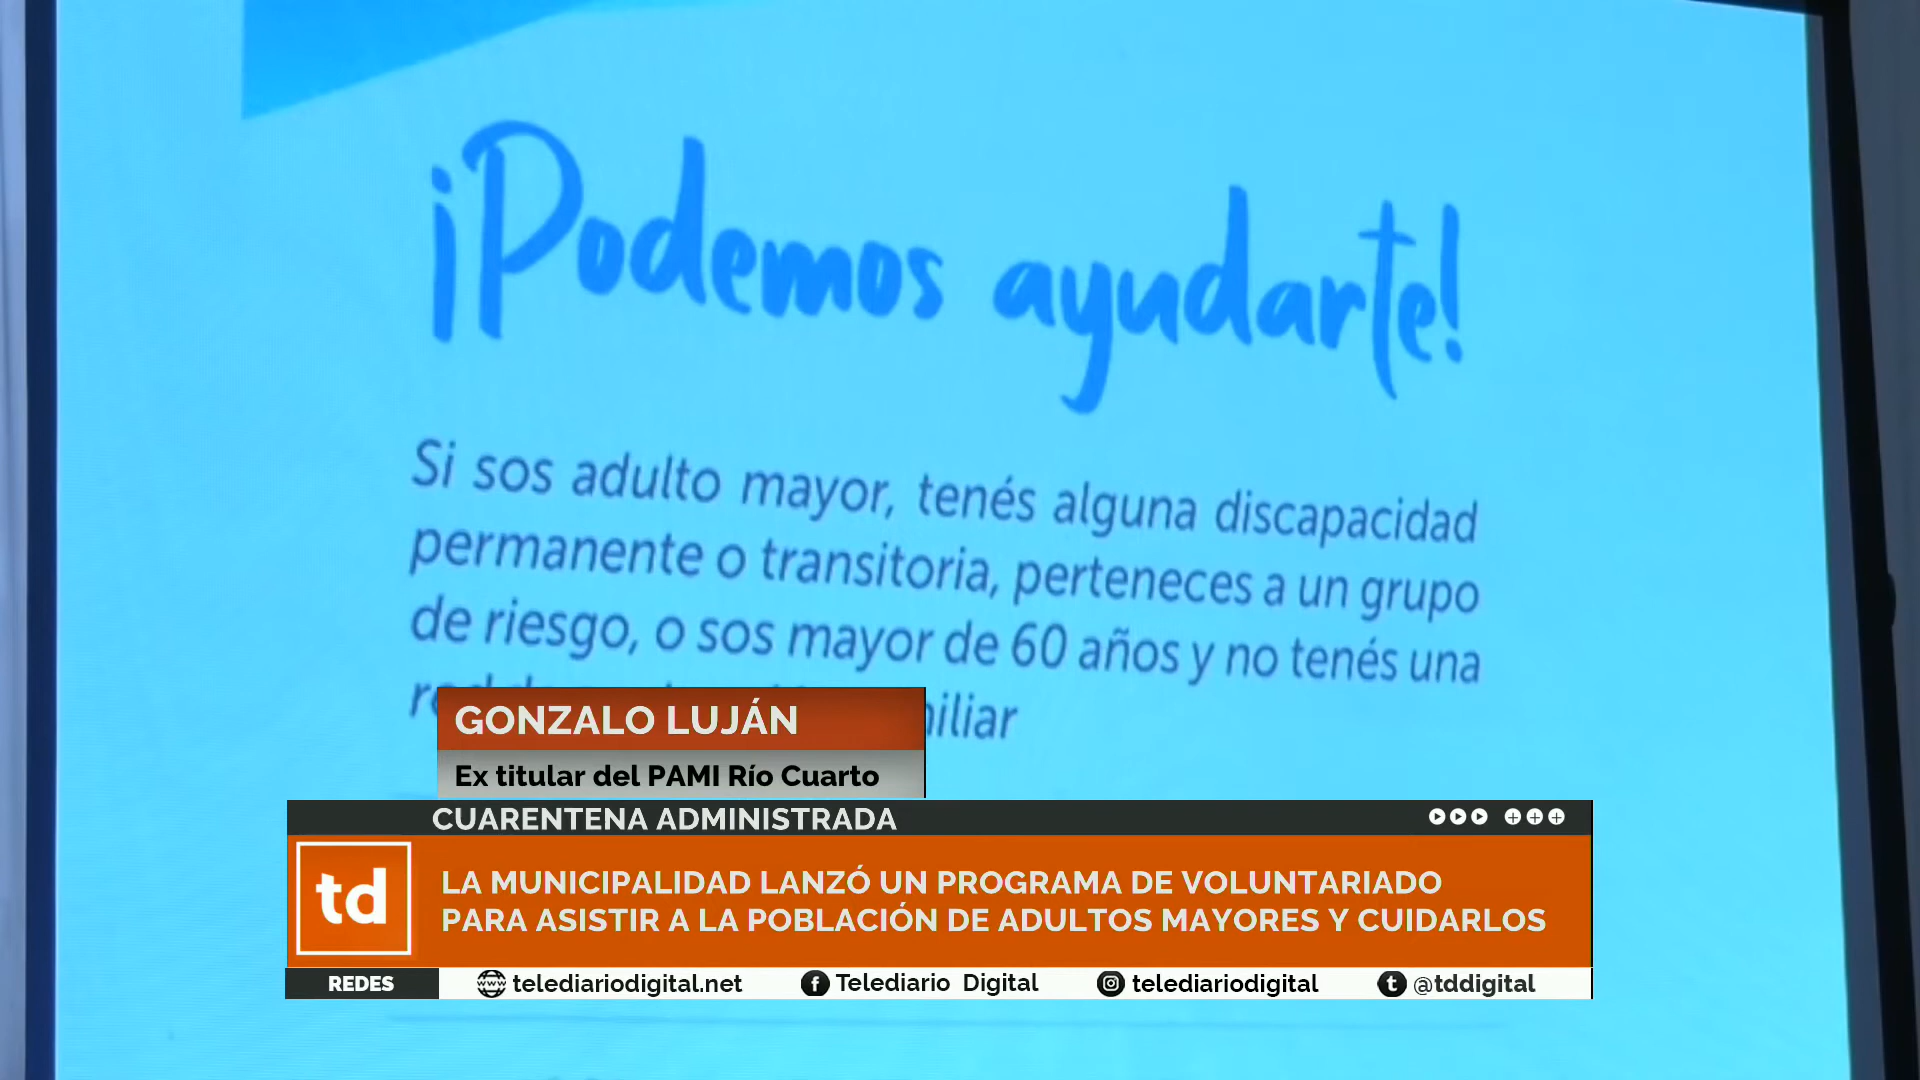 ¡Podemos ayudarte!
Si sos adulto mayor, tenés alguna discapacidad
permanente o transitoria, perteneces a un grupo
de riesgo, o sos mayor de 60 años y no tenés una
GONZALO LUJÁN
Ex titular del PAMI Río Cuarto
CUARENTENA ADMINISTRADA
td
LA MUNICIPALIDAD LANZÓ UN PROGRAMA DE VOLUNTARIADO
PARA ASISTIR A LA POBLACIÓN DE ADULTOS MAYORES Y CUIDARLOS
REDES www telediariodigital.net f Telediario Digital telediariodigital t @tddigital